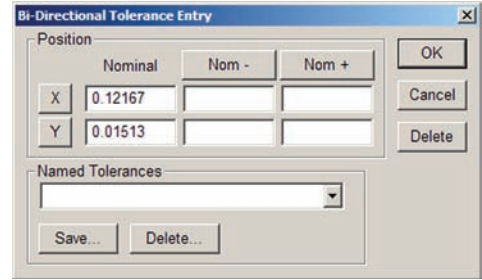 Bi-Directional Tolerance Entry
Position
Nominal Nom - Nom +
X 0.12167
Y 0.01513
OK
Cancel
Delete
Named Tolerances
Save... Delete...